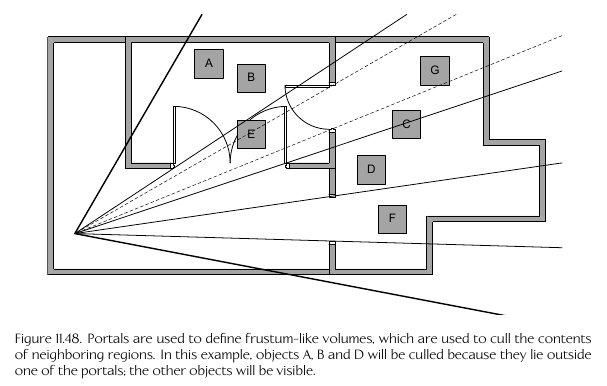 A
B
G
E
C
D
F
Figure 11.48. Portals are used to define frustum-like volumes, which are used to cull the contents
of neighboring regions. In this example, objects A, B and D will be culled because they lie outside
one of the portals; the other objects will be visible.